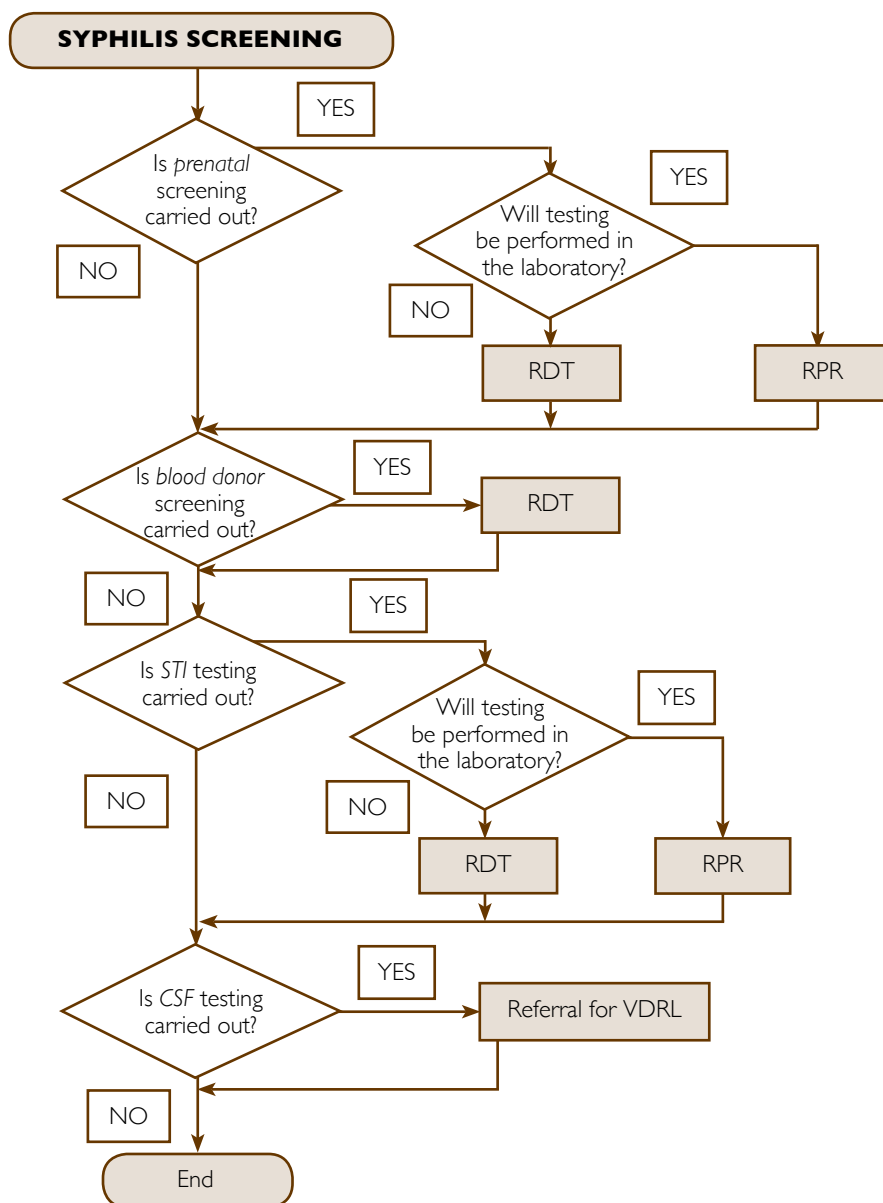 SYPHILIS SCREENING
YES
Is prenatal
screening
carried out?
YES
Will testing
be performed in
the laboratory?
NO
NO
RDT
RPR
Is blood donor
screening
carried out?
YES
RDT
NO
YES
Is STI testing
carried out?
YES
Will testing
be performed in
the laboratory?
NO
NO
RDT
RPR
Is CSF testing
carried out?
YES
Referral for VDRL
NO
End